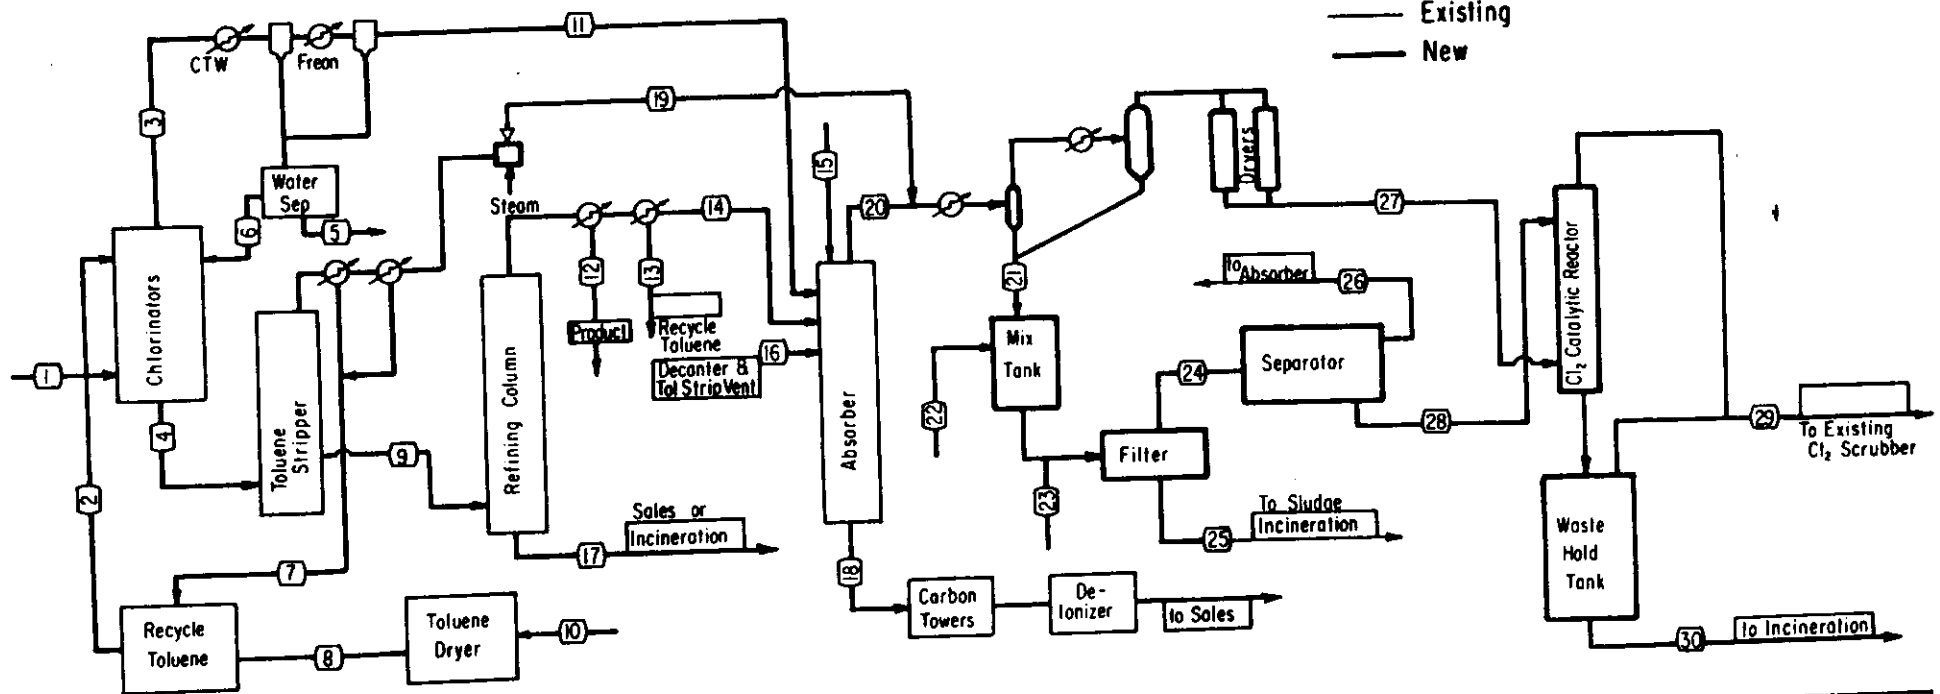 Existing
New
11
CTW
Freon
3
19
15
Water
Sep
6
5
Steam
14
20
Dryers
27
12
13
21
to
Absorber
26
Chlorinators
Product
Recycle
Toluene
16
Decanter &
Tol Strip Vent
Mix
Tank
Separator
Cl₂ Catalytic Reactor
1
4
Toluene
Stripper
9
Refining Column
Absorber
22
24
28
29
To Existing
Cl₂ Scrubber
Filter
2
23
Sales or
Incineration
17
To Sludge
Incineration
25
Waste
Hold
Tank
7
18
Carbon
Towers
De-
Ionizer
to Sales
Recycle
Toluene
8
Toluene
Dryer
10
30
to Incineration